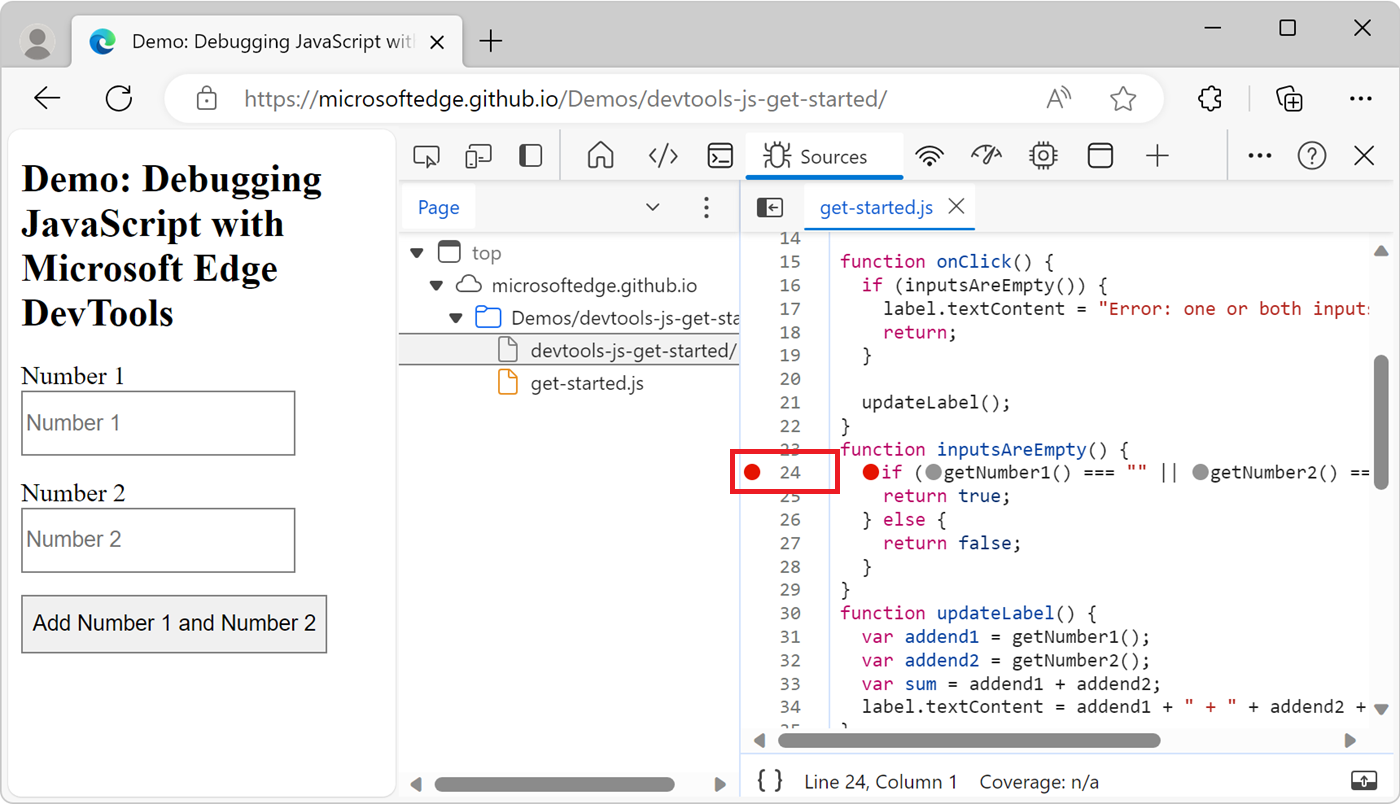 Demo: Debugging JavaScript wit
https://microsoftedge.github.io/Demos/devtools-js-get-started/
Demo: Debugging
JavaScript with
Microsoft Edge
DevTools
Number 1
Number 1
Number 2
Number 2
Add Number 1 and Number 2
Sources
Page
top
microsoftedge.github.io
Demos/devtools-js-get-sta
devtools-js-get-started/
get-started.js
get-started.js
14
15 function onClick() {
16 if (inputsAreEmpty()) {
17 label.textContent = "Error: one or both inputs
18 return;
19 }
20
21 updateLabel();
22 }
23 function inputsAreEmpty() {
24 if (getNumber1() === "" || getNumber2() ==
25 return true;
26 } else {
27 return false;
28 }
29 }
30 function updateLabel() {
31 var addend1 = getNumber1();
32 var addend2 = getNumber2();
33 var sum = addend1 + addend2;
34 label.textContent = addend1 + " + " + addend2 +
{ } Line 24, Column 1 Coverage: n/a